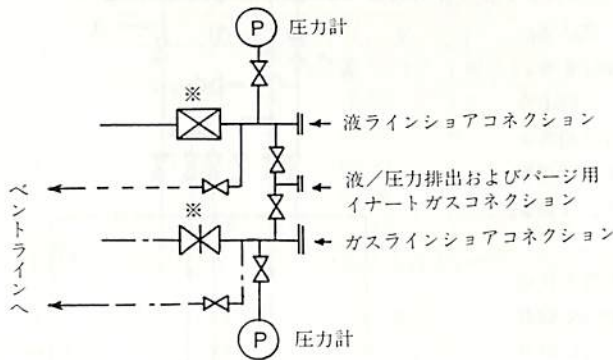 P 圧力計
※
液ラインショアコネクション
液/圧力排出およびパージ用
イナートガスコネクション
※
ガスラインショアコネクション
ベントラインへ
P
圧力計